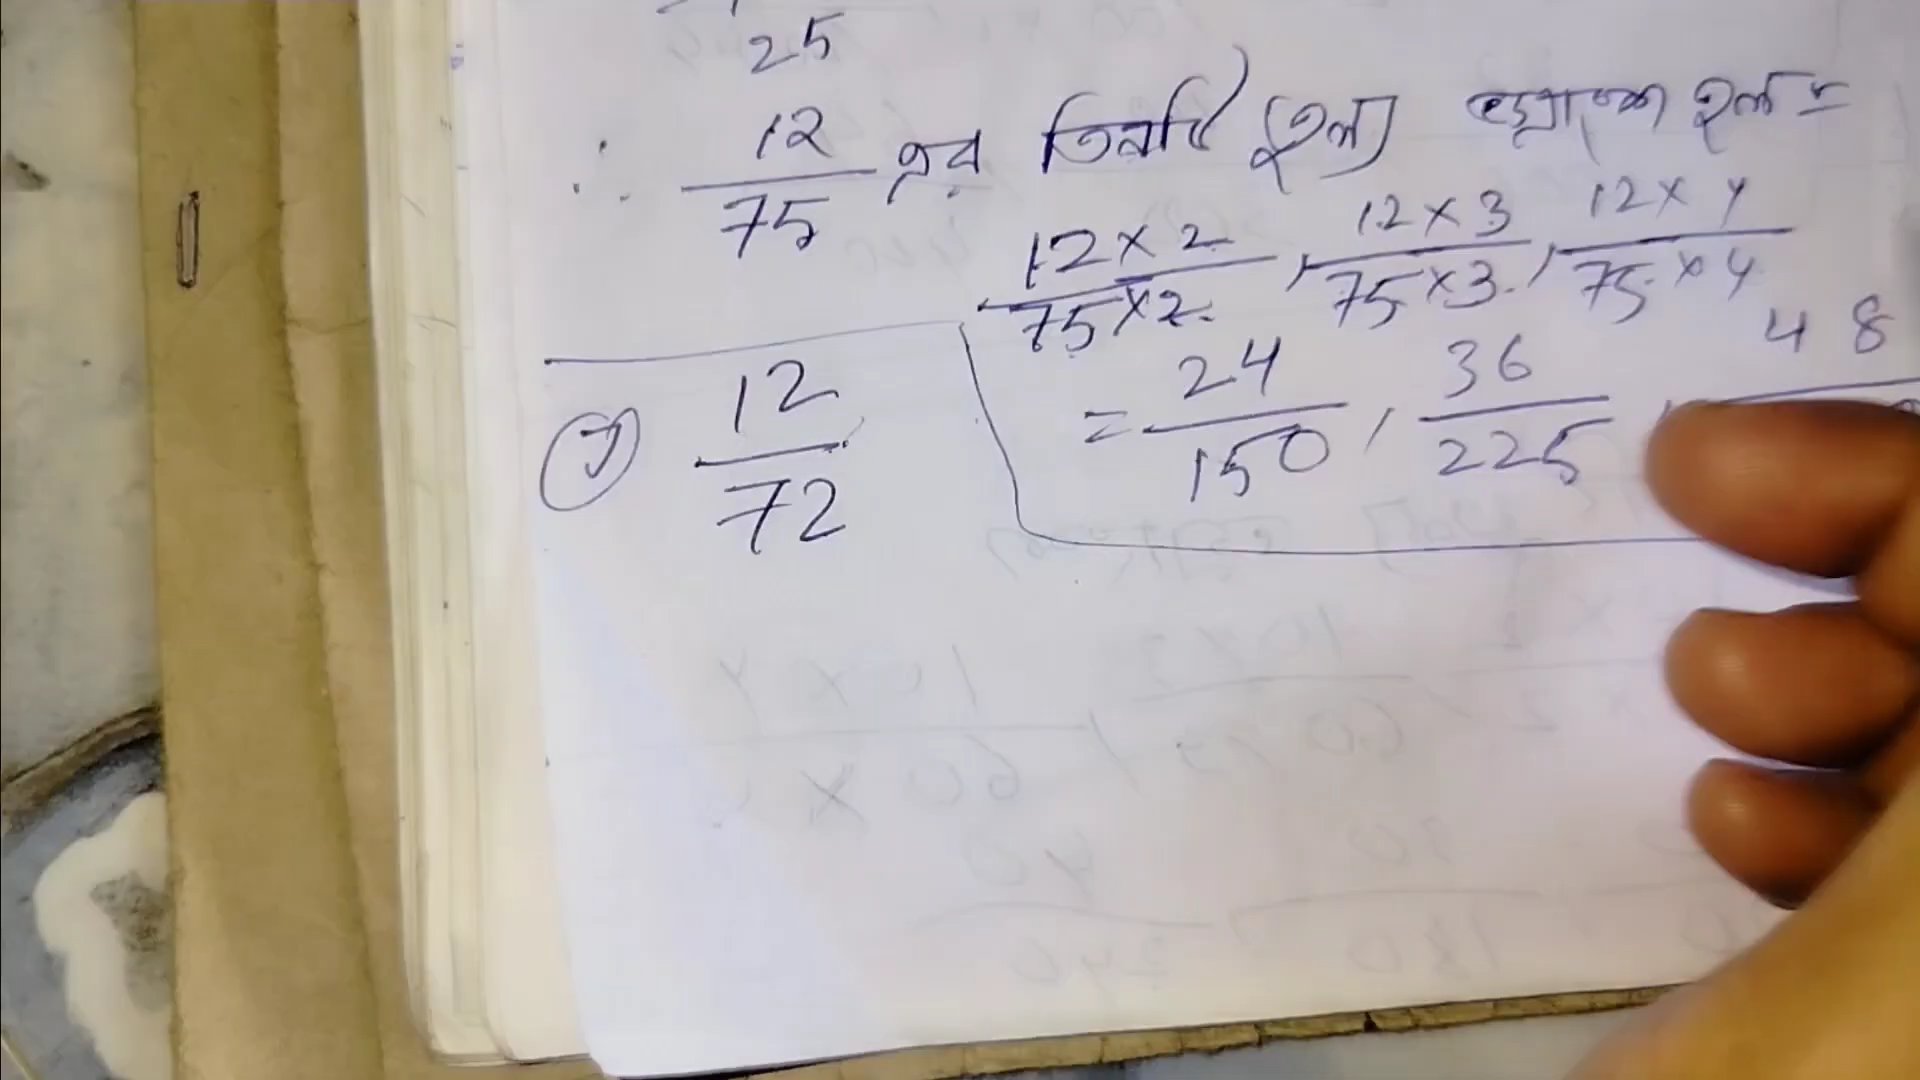 25
∴ 12/75 এর তিনটি তুল্য ভগ্নাংশ হল =
12×2/75×2, 12×3/75×3, 12×4/75×4
= 24/150, 36/225, 48
12/72